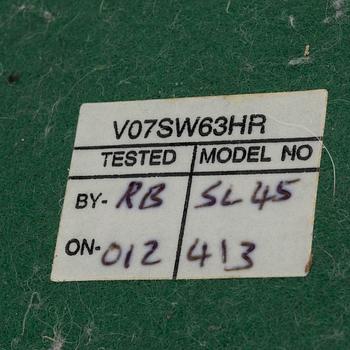 V07SW63HR
TESTED MODEL NO
BY- RB SL45
ON- 012 413